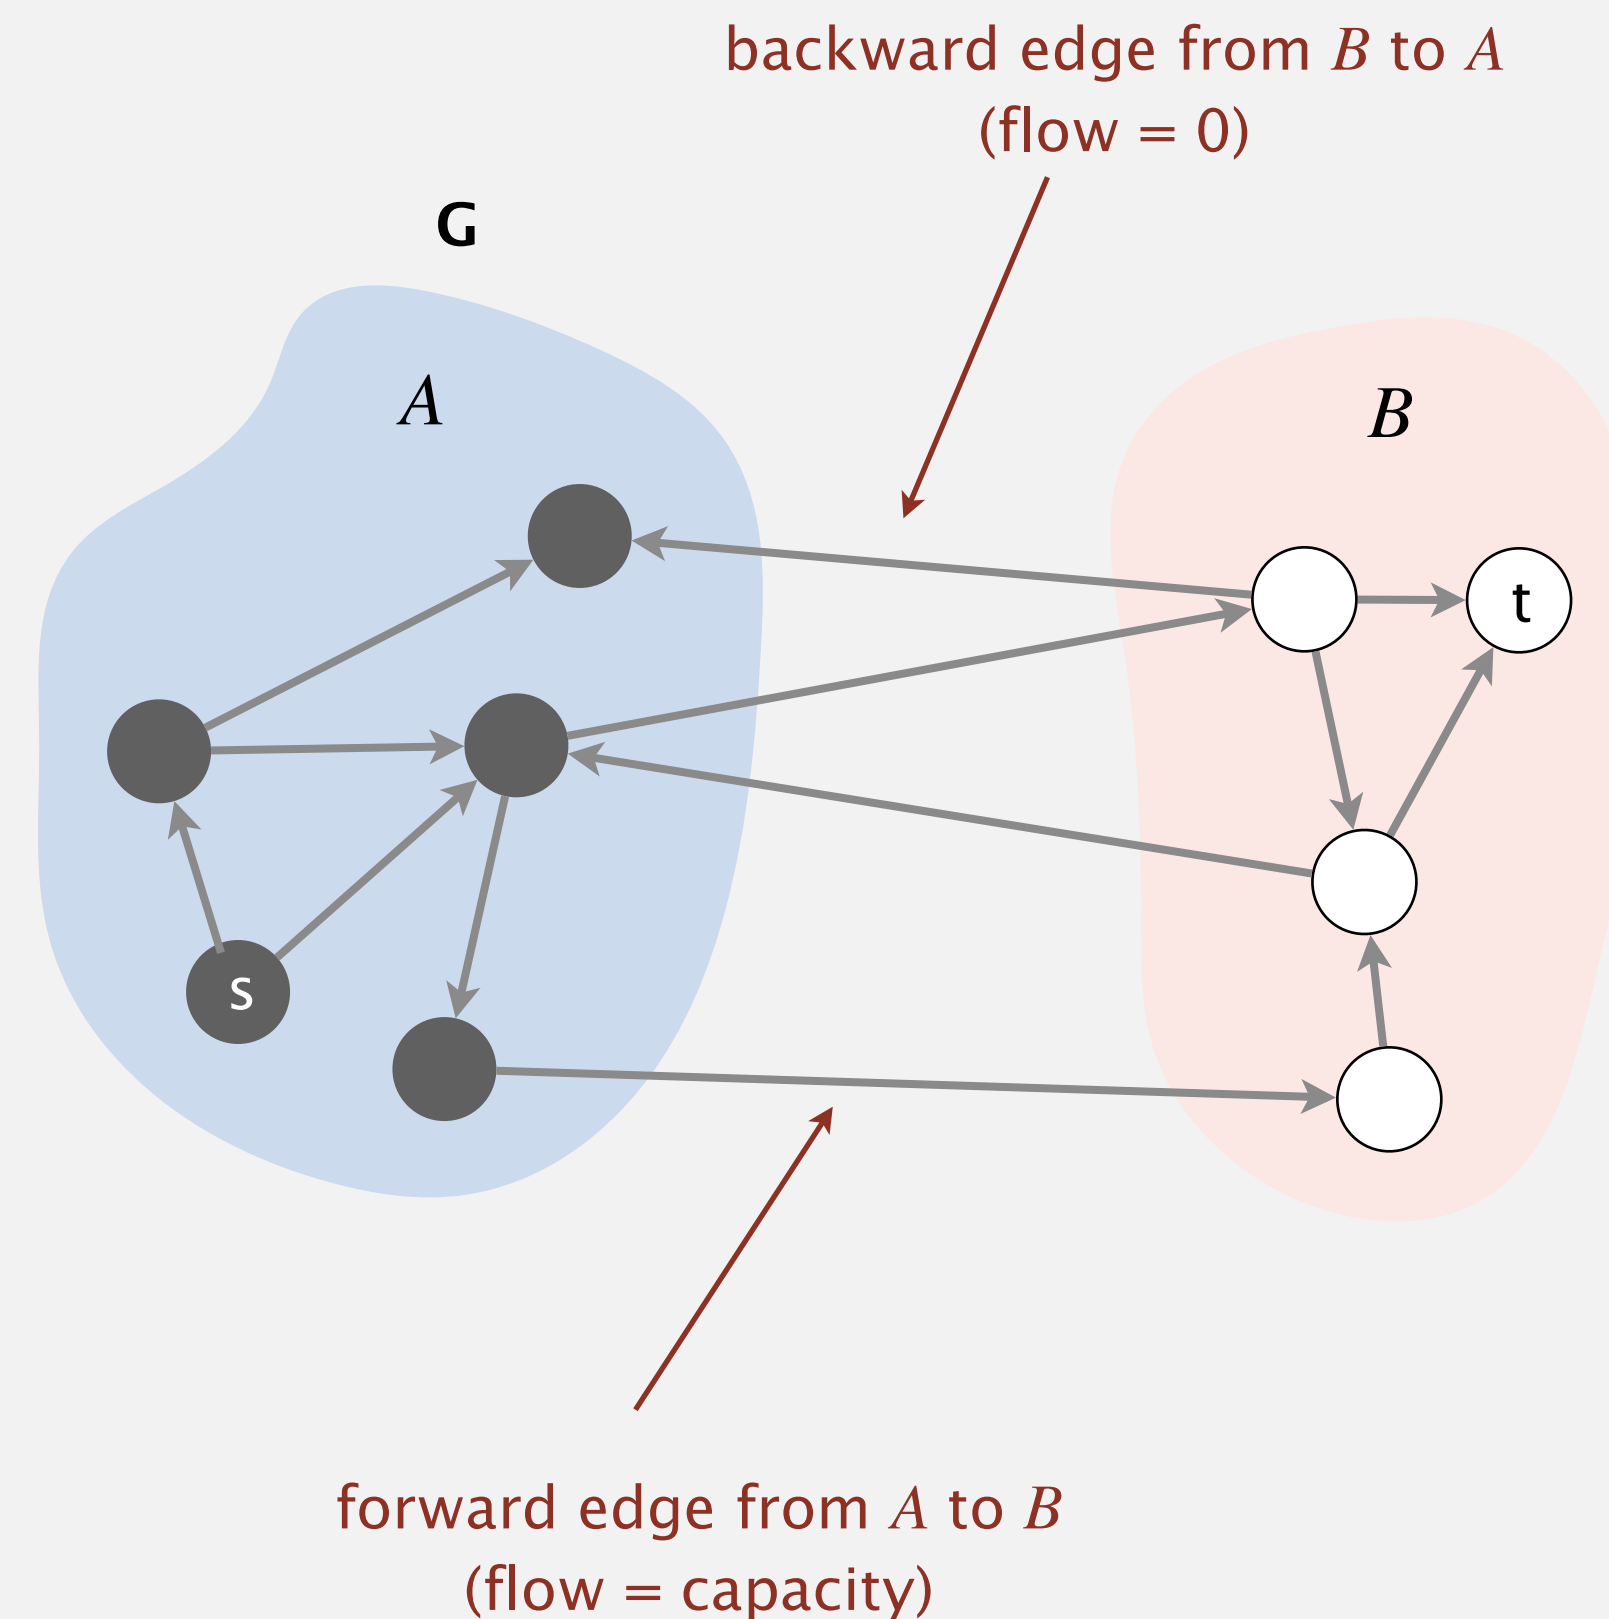 backward edge from B to A
(flow = 0)
G
A
B
t
s
forward edge from A to B
(flow = capacity)